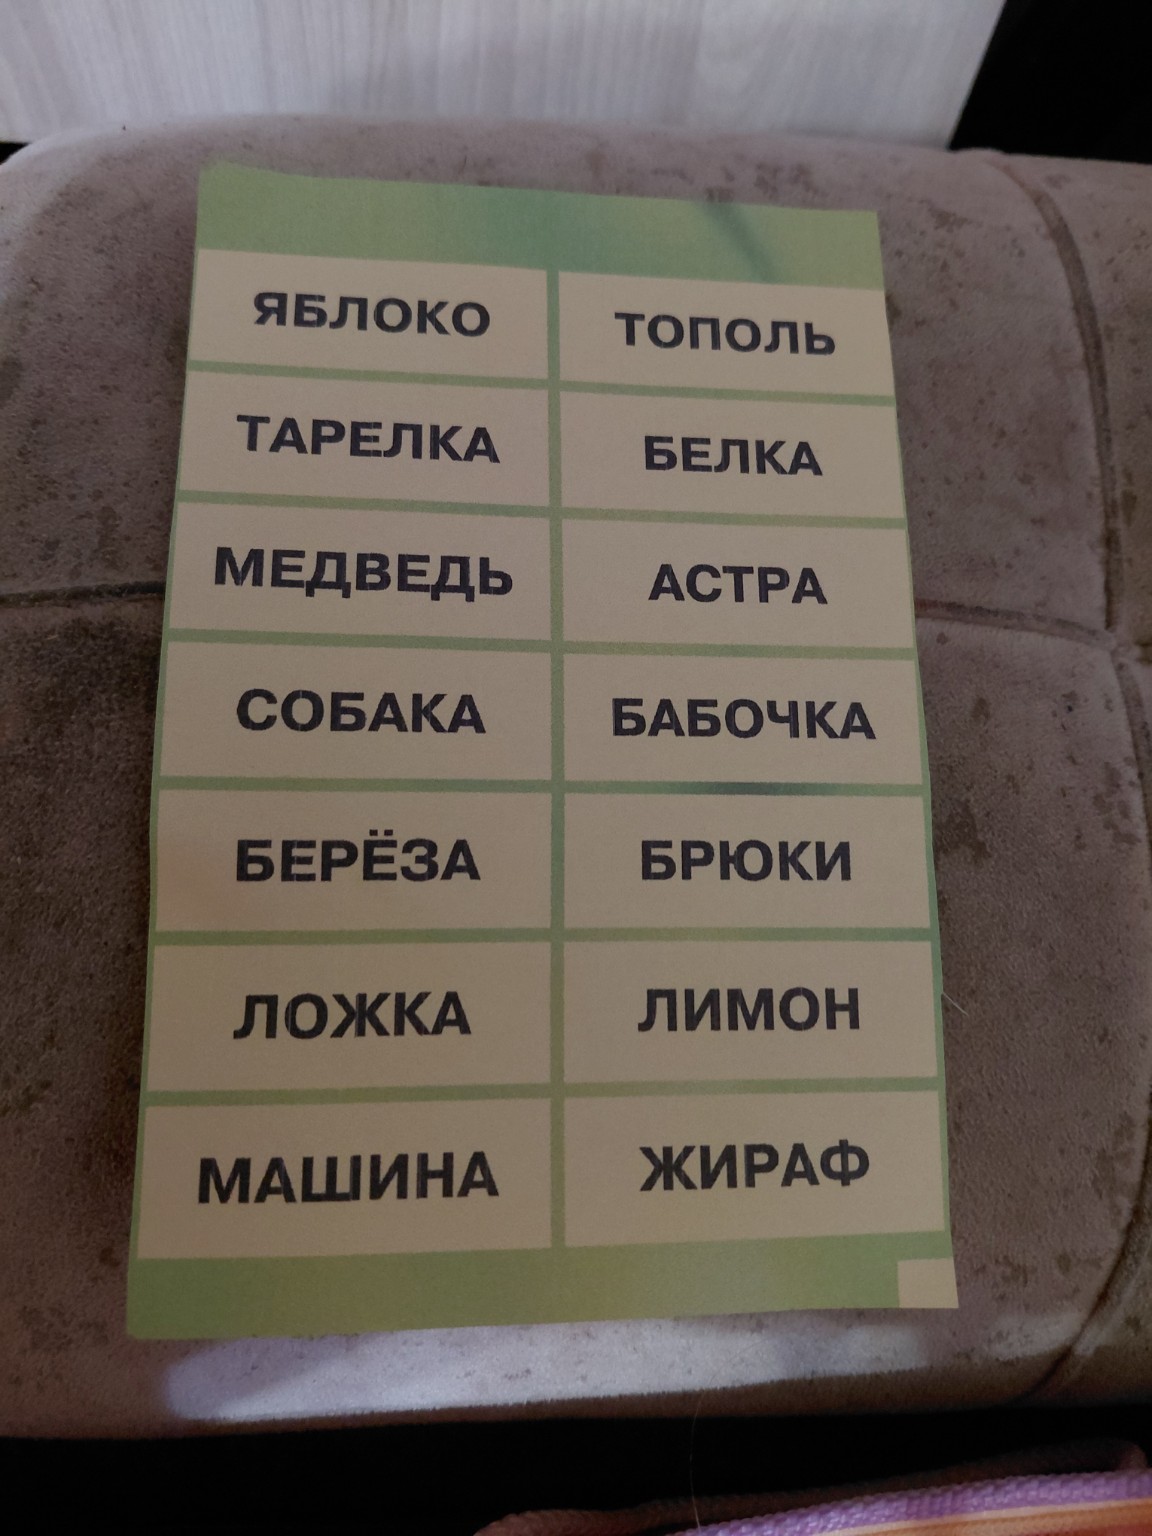 ЯБЛОКО ТОПОЛЬ
ТАРЕЛКА БЕЛКА
МЕДВЕДЬ АСТРА
СОБАКА БАБОЧКА
БЕРЁЗА БРЮКИ
ЛОЖКА ЛИМОН
МАШИНА ЖИРАФ